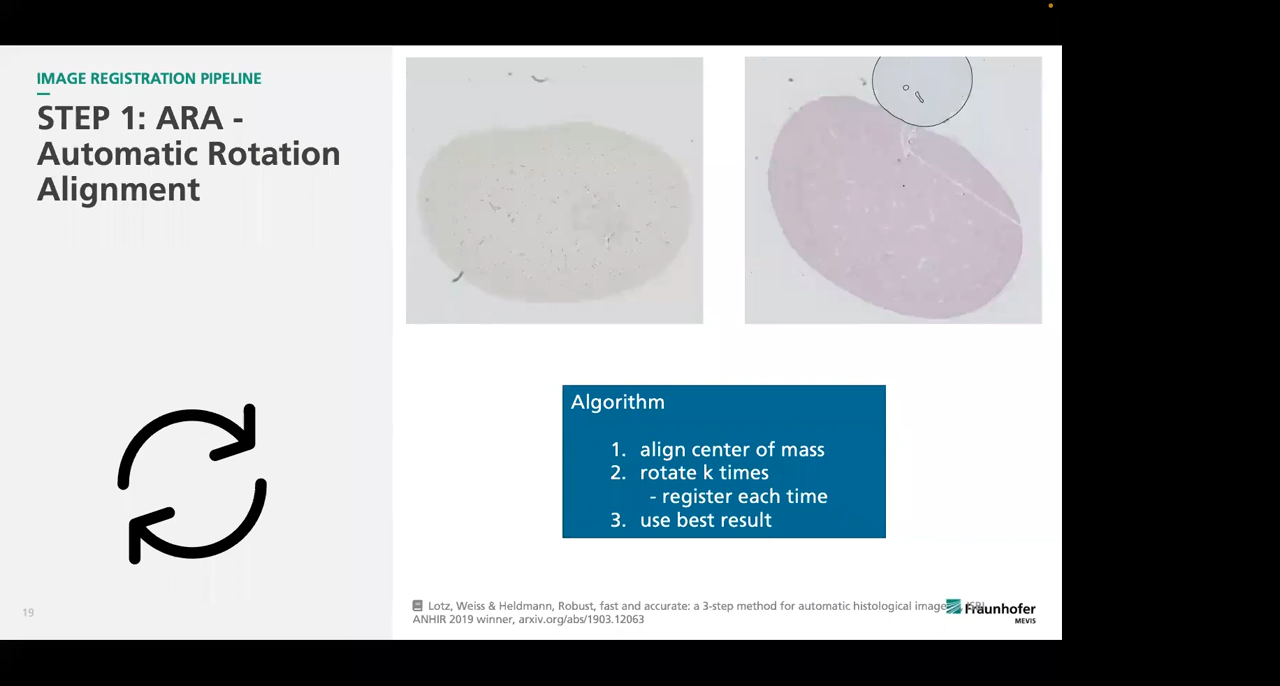 IMAGE REGISTRATION PIPELINE
STEP 1: ARA -
Automatic Rotation
Alignment
Algorithm
1. align center of mass
2. rotate k times
- register each time
3. use best result
Lotz, Weiss & Heldmann, Robust, fast and accurate: a 3-step method for automatic histological image
ANHIR 2019 winner, arxiv.org/abs/1903.12063
Fraunhofer
MEVIS
19